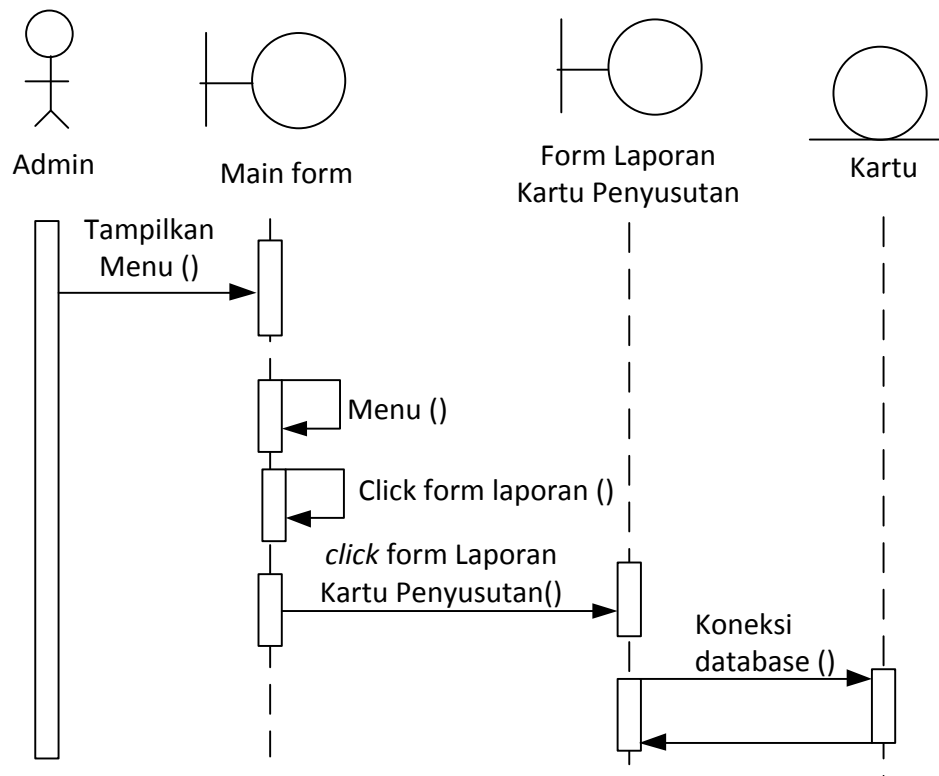 Admin
Main form
Form Laporan
Kartu Penyusutan
Kartu
Tampilkan
Menu ()
Menu ()
Click form laporan ()
click form Laporan
Kartu Penyusutan()
Koneksi
database ()